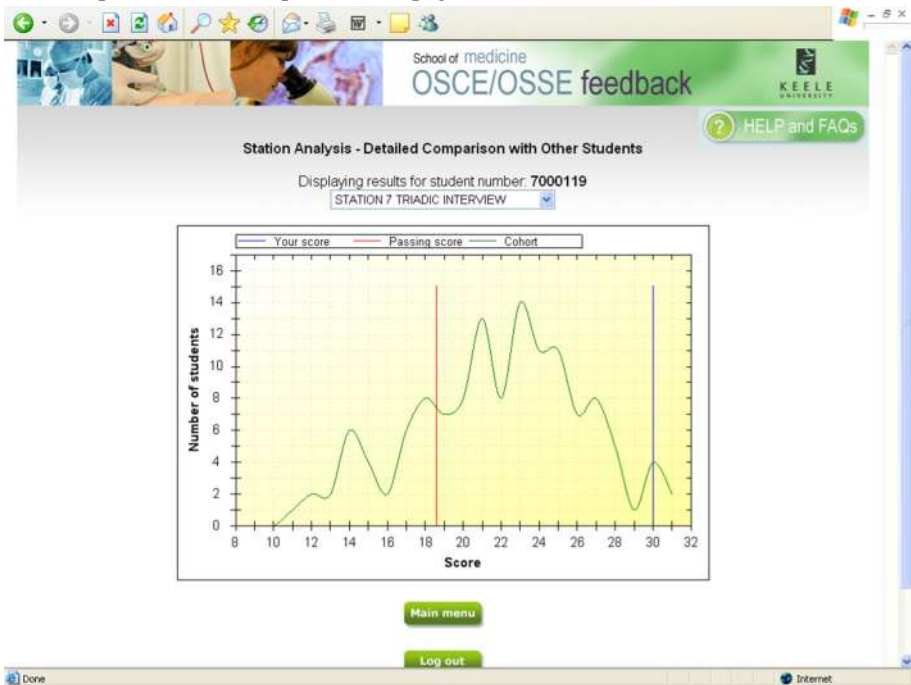 School of medicine
OSCE/OSSE feedback
KEELE
UNIVERSITY
? HELP and FAQs
Station Analysis - Detailed Comparison with Other Students
Displaying results for student number: 7000119
STATION 7 TRIADIC INTERVIEW
Your score Passing score Cohort
16
14
12
10
8
6
4
2
0
Number of students
8 10 12 14 16 18 20 22 24 26 28 30 32
Score
Main menu
Log out
Done Internet